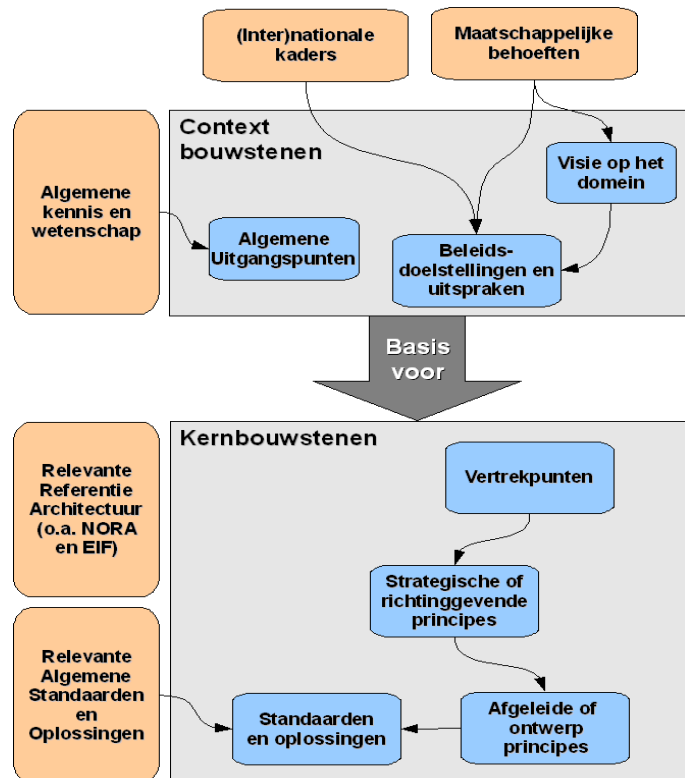 (Inter)nationale
kaders
Maatschappelijke
behoeften
Context
bouwstenen
Visie op het
domein
Algemene
kennis en
wetenschap
Algemene
Uitgangspunten
Beleids-
doelstellingen en
uitspraken
Basis
voor
Kernbouwstenen
Relevante
Referentie
Architectuur
(o.a. NORA
en EIF)
Vertrekpunten
Strategische of
richtinggevende
principes
Relevante
Algemene
Standaarden
en
Oplossingen
Standaarden
en oplossingen
Afgeleide of
ontwerp
principes